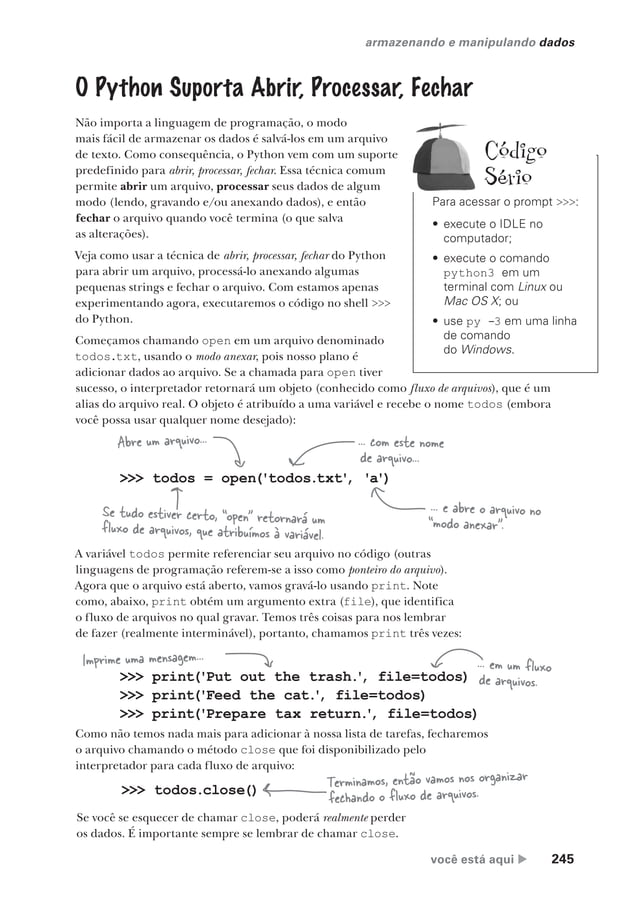 armazenando e manipulando dados
O Python Suporta Abrir, Processar, Fechar
Não importa a linguagem de programação, o modo
mais fácil de armazenar os dados é salvá-los em um arquivo
de texto. Como consequência, o Python vem com um suporte
predefinido para abrir, processar, fechar. Essa técnica comum
permite abrir um arquivo, processar seus dados de algum
modo (lendo, gravando e/ou anexando dados), e então
fechar o arquivo quando você termina (o que salva
as alterações).
Veja como usar a técnica de abrir, processar, fechar do Python
para abrir um arquivo, processá-lo anexando algumas
pequenas strings e fechar o arquivo. Com estamos apenas
experimentando agora, executaremos o código no shell >>>
do Python.
Código
Sério
Para acessar o prompt >>>:
• execute o IDLE no
computador;
• execute o comando
python3 em um
terminal com Linux ou
Mac OS X; ou
• use py -3 em uma linha
de comando
do Windows.
Começamos chamando open em um arquivo denominado
todos.txt, usando o modo anexar, pois nosso plano é
adicionar dados ao arquivo. Se a chamada para open tiver
sucesso, o interpretador retornará um objeto (conhecido como fluxo de arquivos), que é um
alias do arquivo real. O objeto é atribuído a uma variável e recebe o nome todos (embora
você possa usar qualquer nome desejado):
Abre um arquivo...
... com este nome
de arquivo...
>>> todos = open('todos.txt', 'a')
Se tudo estiver certo, "open" retornará um
fluxo de arquivos, que atribuímos à variável.
... e abre o arquivo no
"modo anexar".
A variável todos permite referenciar seu arquivo no código (outras
linguagens de programação referem-se a isso como ponteiro do arquivo).
Agora que o arquivo está aberto, vamos gravá-lo usando print. Note
como, abaixo, print obtém um argumento extra (file), que identifica
o fluxo de arquivos no qual gravar. Temos três coisas para nos lembrar
de fazer (realmente interminável), portanto, chamamos print três vezes:
Imprime uma mensagem...
... em um fluxo
de arquivos.
>>> print('Put out the trash.', file=todos)
>>> print('Feed the cat.', file=todos)
>>> print('Prepare tax return.', file=todos)
Como não temos nada mais para adicionar à nossa lista de tarefas, fecharemos
o arquivo chamando o método close que foi disponibilizado pelo
interpretador para cada fluxo de arquivo:
>>> todos.close()
Terminamos, então vamos nos organizar
fechando o fluxo de arquivos.
Se você se esquecer de chamar close, poderá realmente perder
os dados. É importante sempre se lembrar de chamar close.
você está aqui ▶ 245